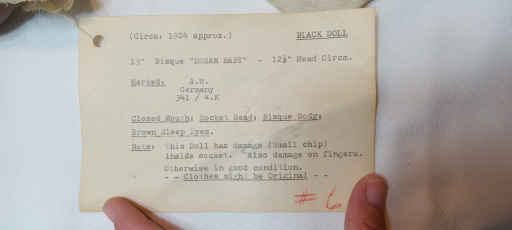 (Circa: 1924 approx.) BLACK DOLL
13" Bisque "DREAM BABY" - 12½" Head Circm.
Marked: A.M.
Germany
341 / 4.K
Closed Mouth; Socket Head; Bisque Body;
Brown Sleep Eyes.
Note: This Doll has damage (Small chip)
inside socket. Also damage on fingers.
Otherwise in good condition.
- - Clothes might be Original - -
# 6